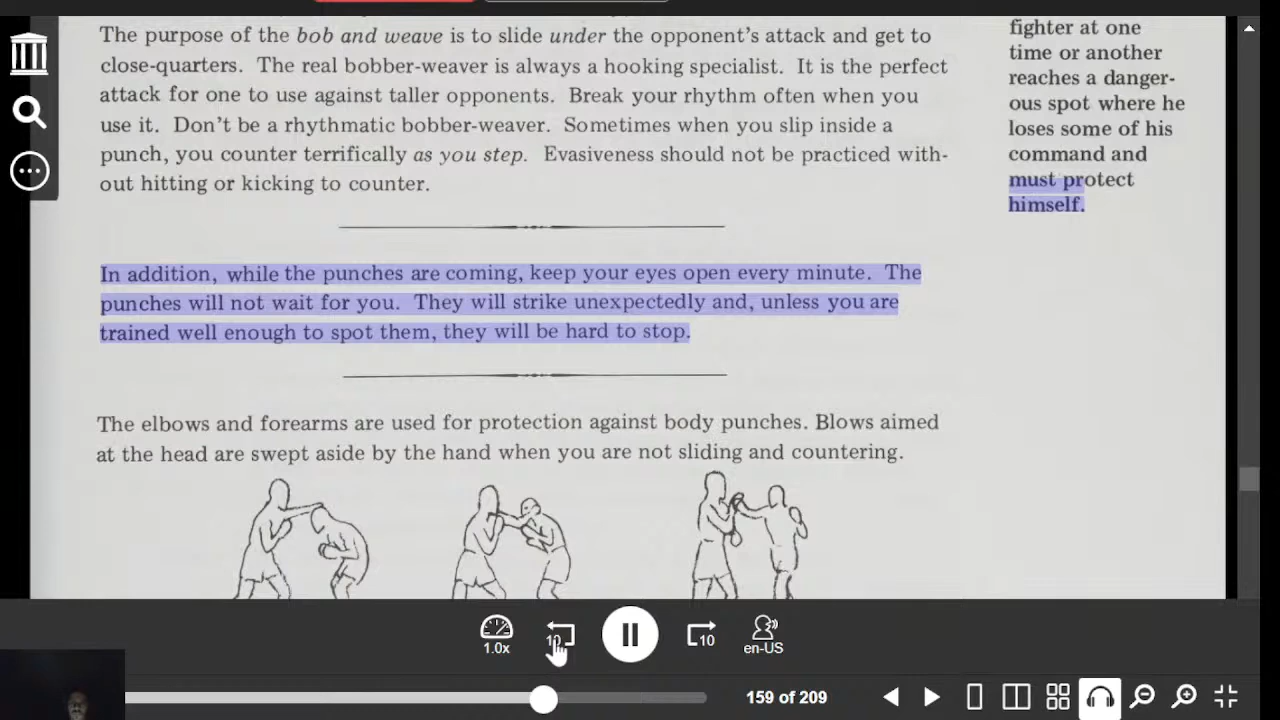 The purpose of the bob and weave is to slide under the opponent's attack and get to
close-quarters. The real bobber-weaver is always a hooking specialist. It is the perfect
attack for one to use against taller opponents. Break your rhythm often when you
use it. Don't be a rhythmatic bobber-weaver. Sometimes when you slip inside a
punch, you counter terrifically as you step. Evasiveness should not be practiced with-
out hitting or kicking to counter.
In addition, while the punches are coming, keep your eyes open every minute. The
punches will not wait for you. They will strike unexpectedly and, unless you are
trained well enough to spot them, they will be hard to stop.
The elbows and forearms are used for protection against body punches. Blows aimed
at the head are swept aside by the hand when you are not sliding and countering.
fighter at one
time or another
reaches a danger-
ous spot where he
loses some of his
command and
must protect
himself.
1.0x
10
10
en-US
159 of 209